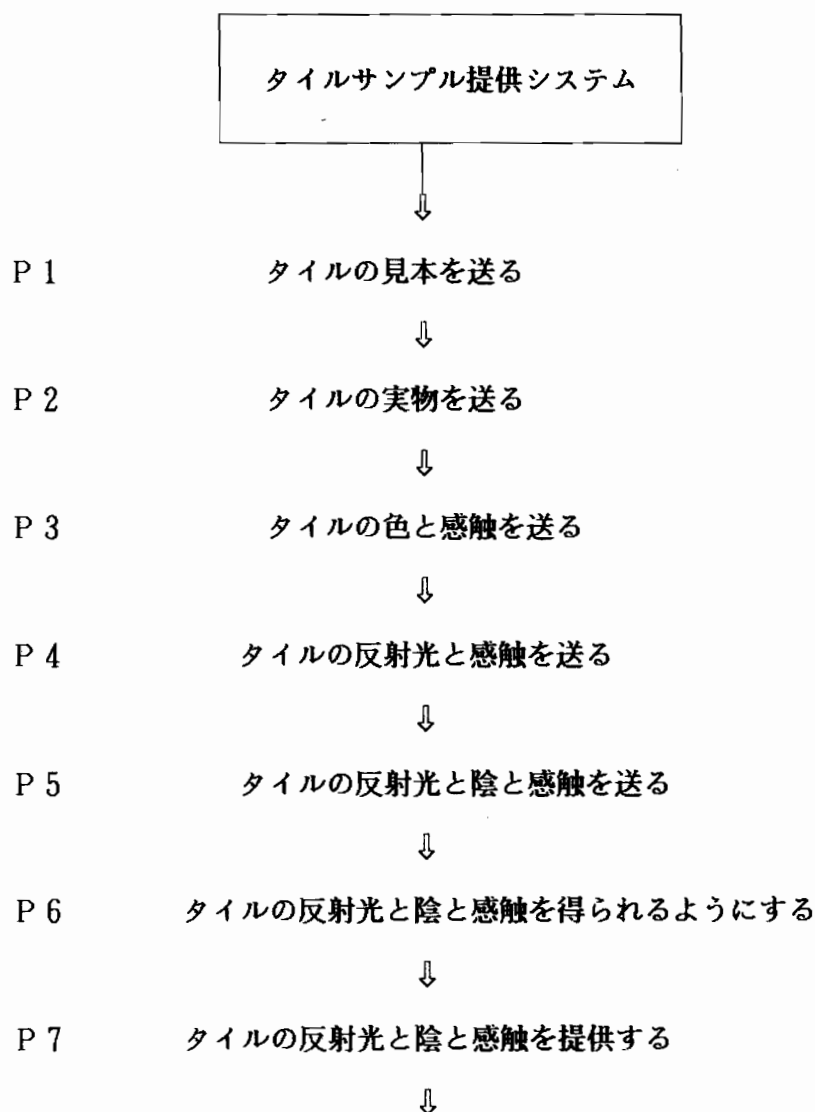 タイルサンプル提供システム
⇩
P 1 タイルの見本を送る
⇩
P 2 タイルの実物を送る
⇩
P 3 タイルの色と感触を送る
⇩
P 4 タイルの反射光と感触を送る
⇩
P 5 タイルの反射光と陰と感触を送る
⇩
P 6 タイルの反射光と陰と感触を得られるようにする
⇩
P 7 タイルの反射光と陰と感触を提供する
⇩